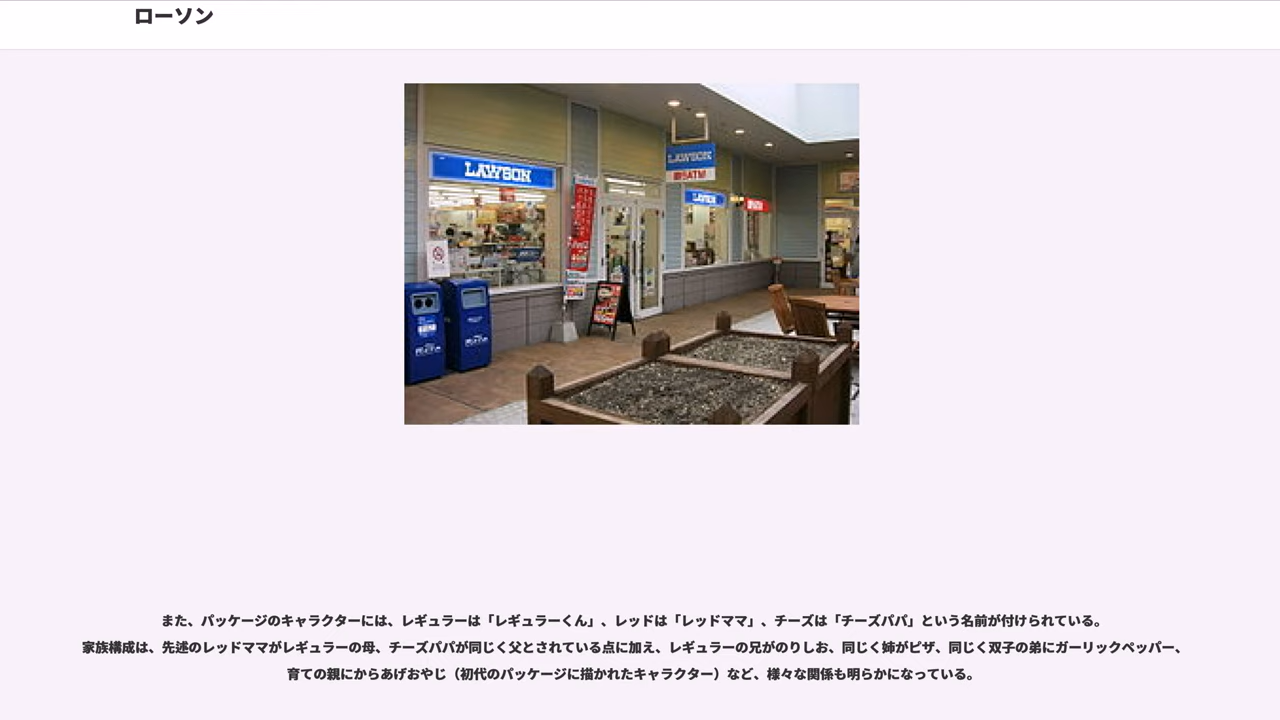 ローソン
LAWSON
LAWSON
ATM
LAWSON
また、パッケージのキャラクターには、レギュラーは「レギュラーくん」、レッドは「レッドママ」、チーズは「チーズパパ」という名前が付けられている。
家族構成は、先述のレッドママがレギュラーの母、チーズパパが同じく父とされている点に加え、レギュラーの兄がのりしお、同じく姉がピザ、同じく双子の弟にガーリックペッパー、
育ての親にからあげおやじ（初代のパッケージに描かれたキャラクター）など、様々な関係も明らかになっている。